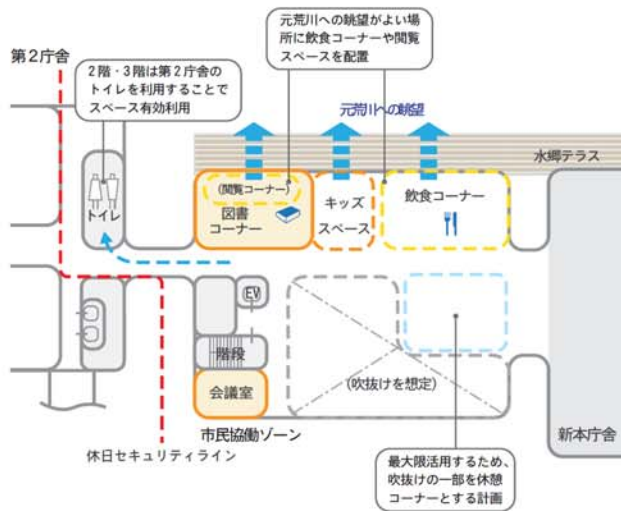 元荒川への眺望がよい場
所に飲食コーナーや閲覧
スペースを配置
第２庁舎
２階・３階は第２庁舎の
トイレを利用することで
スペース有効利用
元荒川への眺望
水郷テラス
(閲覧コーナー)
図書
コーナー
キッズ
スペース
飲食コーナー
トイレ
EV
階段
会議室
(吹抜けを想定)
市民協働ゾーン
新本庁舎
休日セキュリティライン
最大限活用するため、
吹抜けの一部を休憩
コーナーとする計画